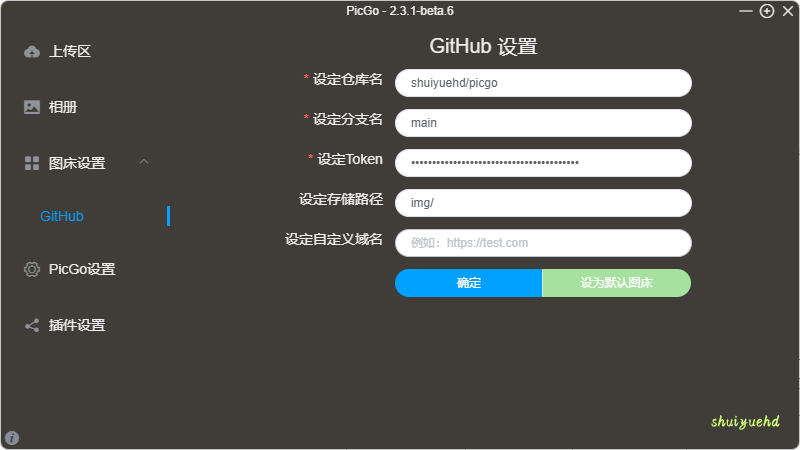 PicGo - 2.3.1-beta.6
上传区
相册
图床设置
GitHub
PicGo设置
插件设置
GitHub 设置
* 设定仓库名 shuiyuehd/picgo
* 设定分支名 main
* 设定Token ••••••••••••••••••••••••••••••••••••••••
设定存储路径 img/
设定自定义域名 例如：https://test.com
确定 设为默认图床
shuiyuehd